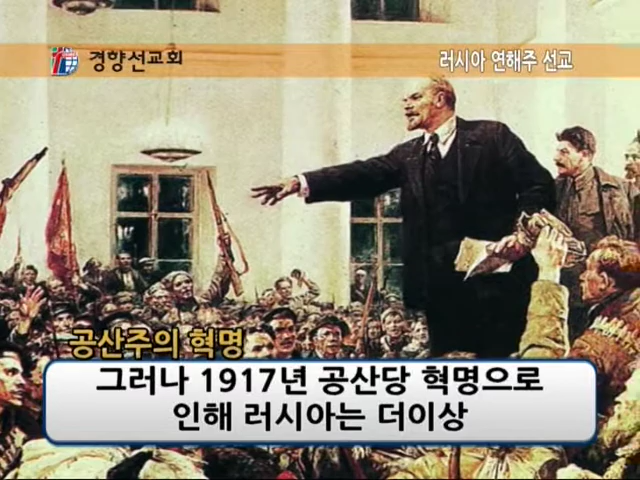 경향선교회
러시아 연해주 선교
공산주의 혁명
그러나 1917년 공산당 혁명으로
인해 러시아는 더이상